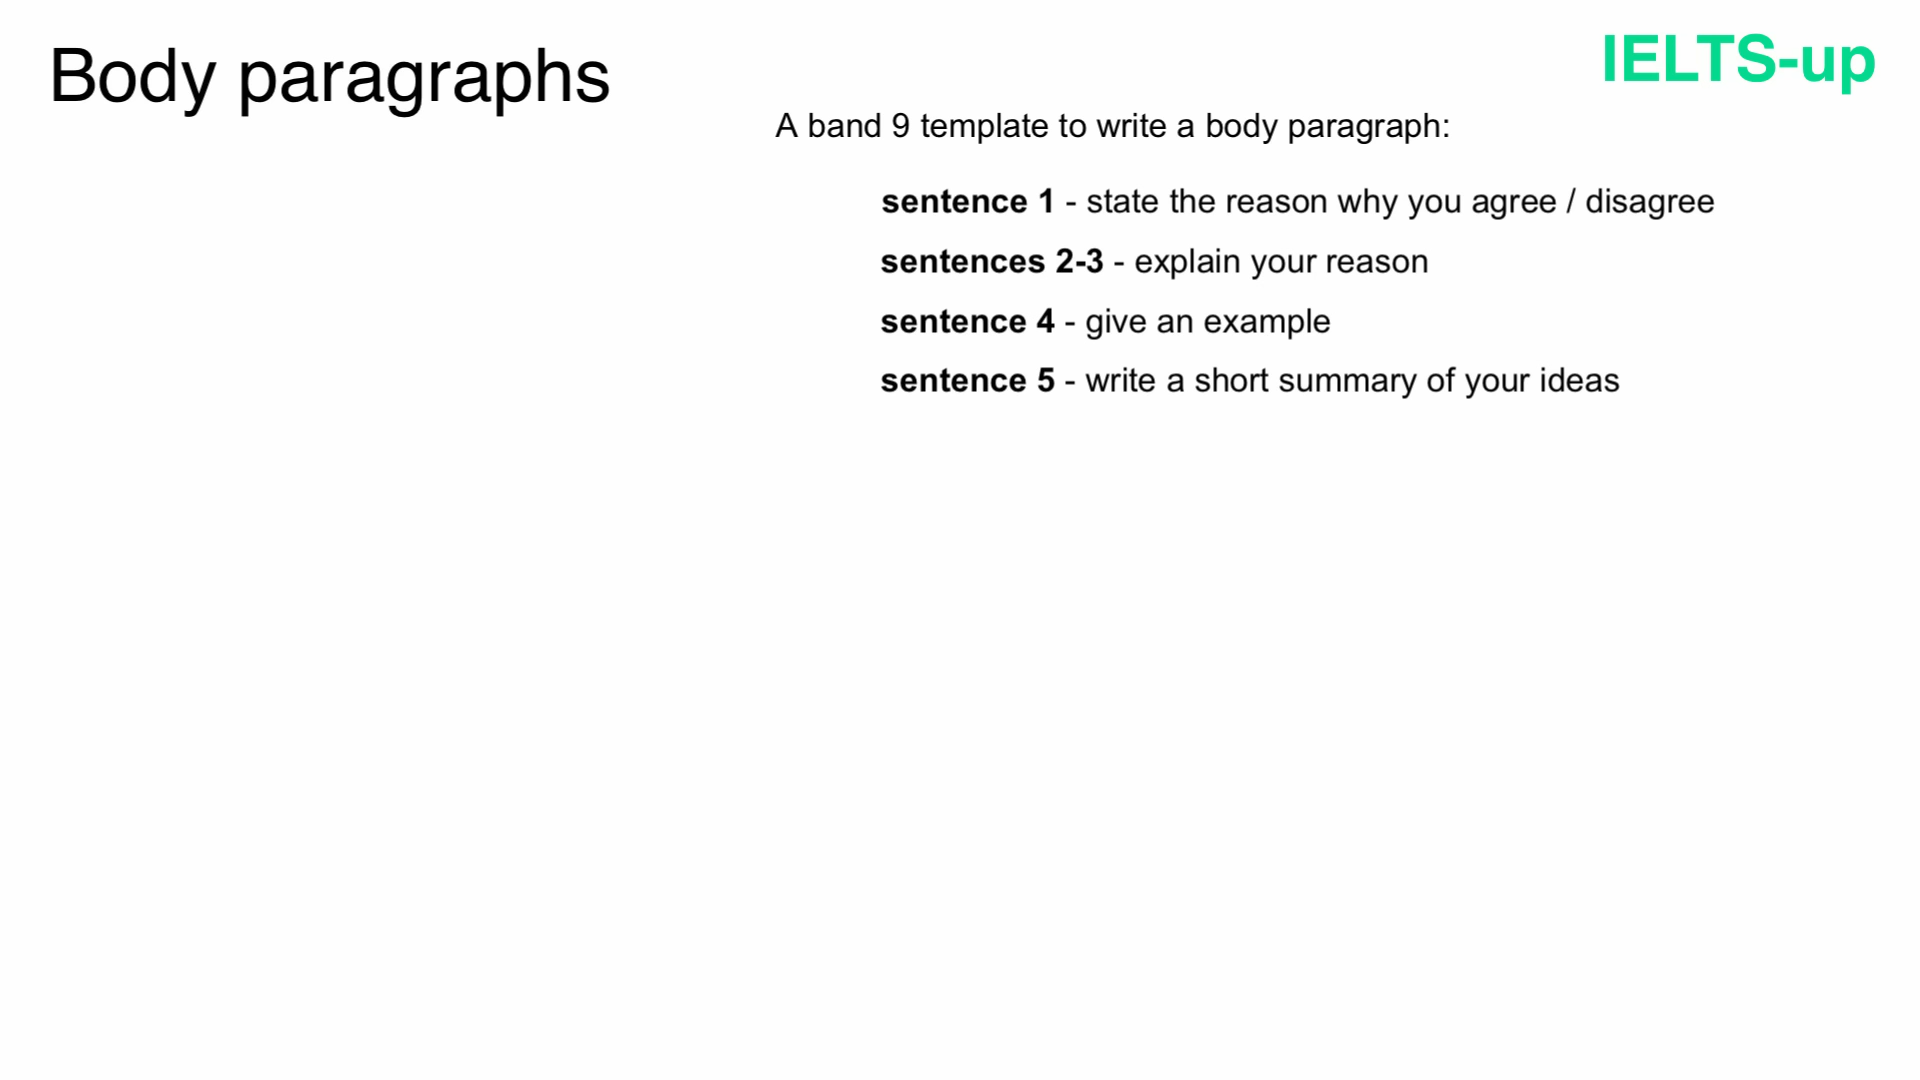 Body paragraphs
IELTS-up
A band 9 template to write a body paragraph:
sentence 1 - state the reason why you agree / disagree
sentences 2-3 - explain your reason
sentence 4 - give an example
sentence 5 - write a short summary of your ideas